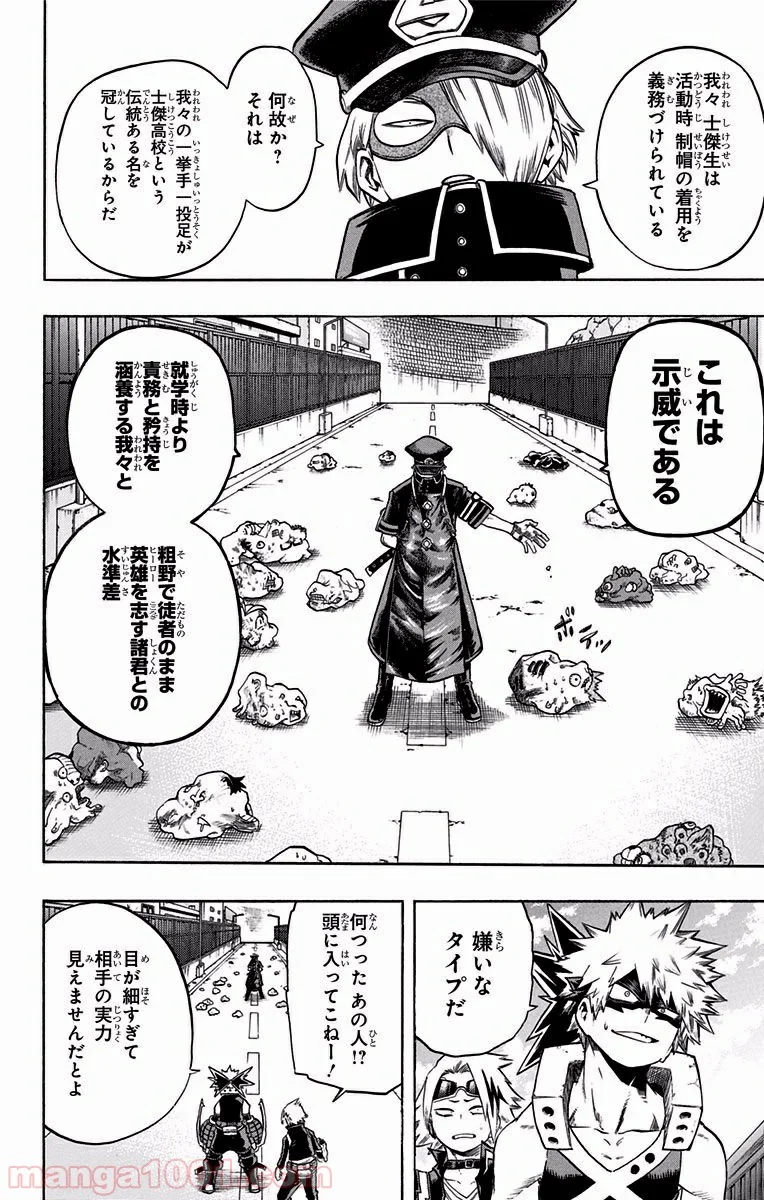 我々 士傑生は
活動時 制帽の着用を
義務づけられている
何故か?
それは
我々の一挙手一投足が
士傑高校という
伝統ある名を
冠しているからだ
これは
示威である
就学時より
責務と矜持を
涵養する我々と
粗野で徒者のまま
英雄を志す諸君との
水準差
ボデッ
嫌いな
タイプだ
何つった あの人!?
頭に入ってこねー!
目が細すぎて
相手の実力
見えませんだとよ
manga1001.com